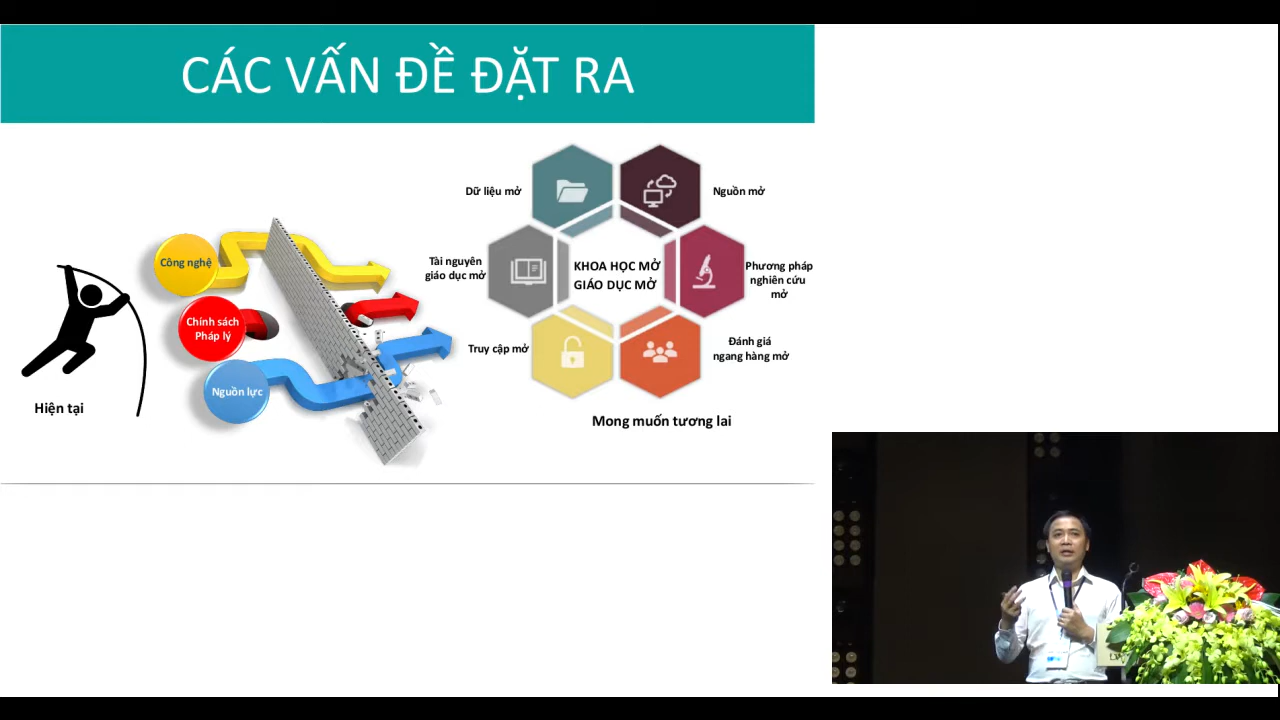 CÁC VẤN ĐỀ ĐẶT RA
Hiện tại
Công nghệ
Chính sách
Pháp lý
Nguồn lực
Dữ liệu mở
Nguồn mở
Tài nguyên
giáo dục mở
KHOA HỌC MỞ
GIÁO DỤC MỞ
Phương pháp
nghiên cứu
mở
Truy cập mở
Đánh giá
ngang hàng mở
Mong muốn tương lai